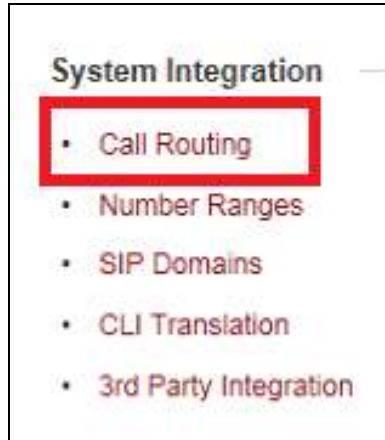 System Integration
• Call Routing
• Number Ranges
• SIP Domains
• CLI Translation
• 3rd Party Integration